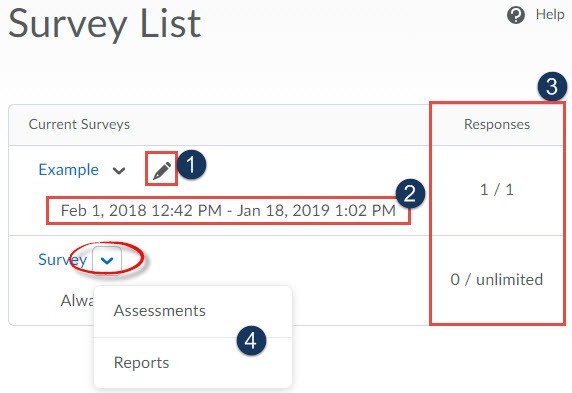 Survey List
Help
3
Current Surveys
Responses
Example
1
1 / 1
2
Feb 1, 2018 12:42 PM - Jan 18, 2019 1:02 PM
Survey
0 / unlimited
Alwa
Assessments
4
Reports